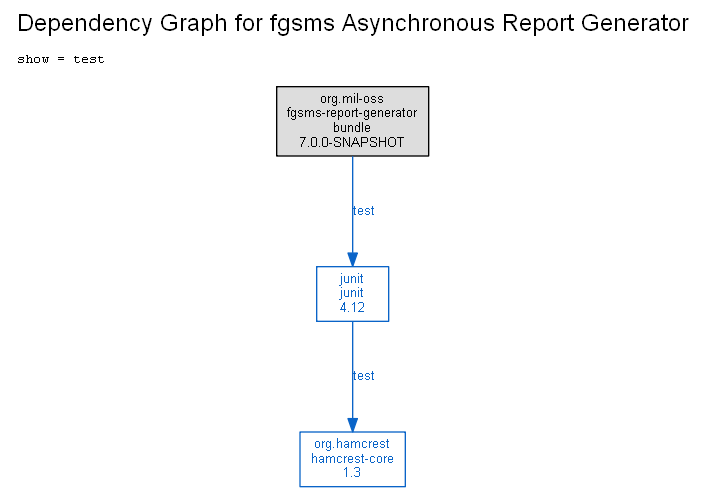 Dependency Graph for fgsms Asynchronous Report Generator
show = test
org.mil-oss
fgsms-report-generator
bundle
7.0.0-SNAPSHOT
test
junit
junit
4.12
test
org.hamcrest
hamcrest-core
1.3